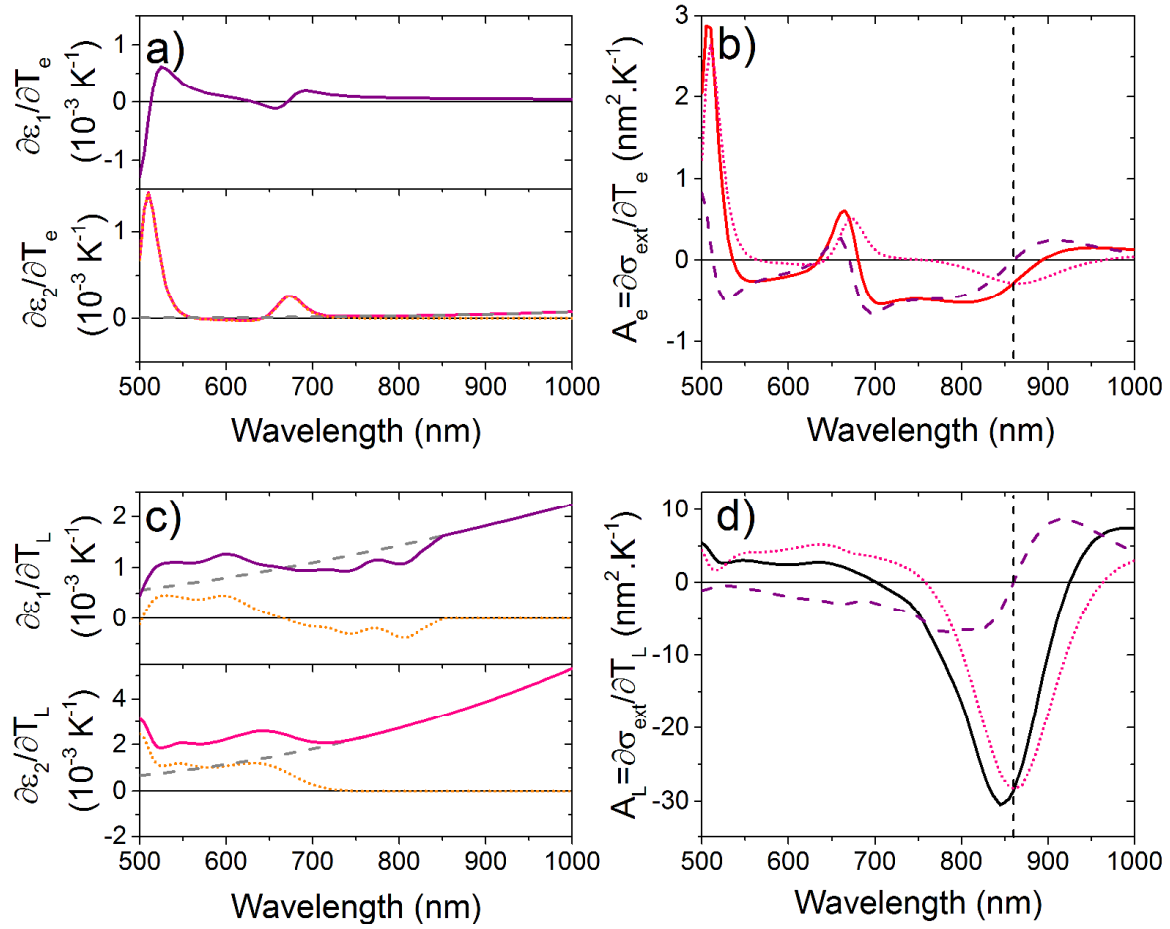 a)
∂ε₁/∂Tₑ
(10⁻³ K⁻¹)
1
0
-1
∂ε₂/∂Tₑ
(10⁻³ K⁻¹)
1
0
500 600 700 800 900 1000
Wavelength (nm)
b)
Aₑ=∂σₑₓₜ/∂Tₑ (nm².K⁻¹)
3
2
1
0
-1
500 600 700 800 900 1000
Wavelength (nm)
c)
∂ε₁/∂T_L
(10⁻³ K⁻¹)
2
1
0
∂ε₂/∂T_L
(10⁻³ K⁻¹)
4
2
0
-2
500 600 700 800 900 1000
Wavelength (nm)
d)
A_L=∂σₑₓₜ/∂T_L (nm².K⁻¹)
10
0
-10
-20
-30
500 600 700 800 900 1000
Wavelength (nm)